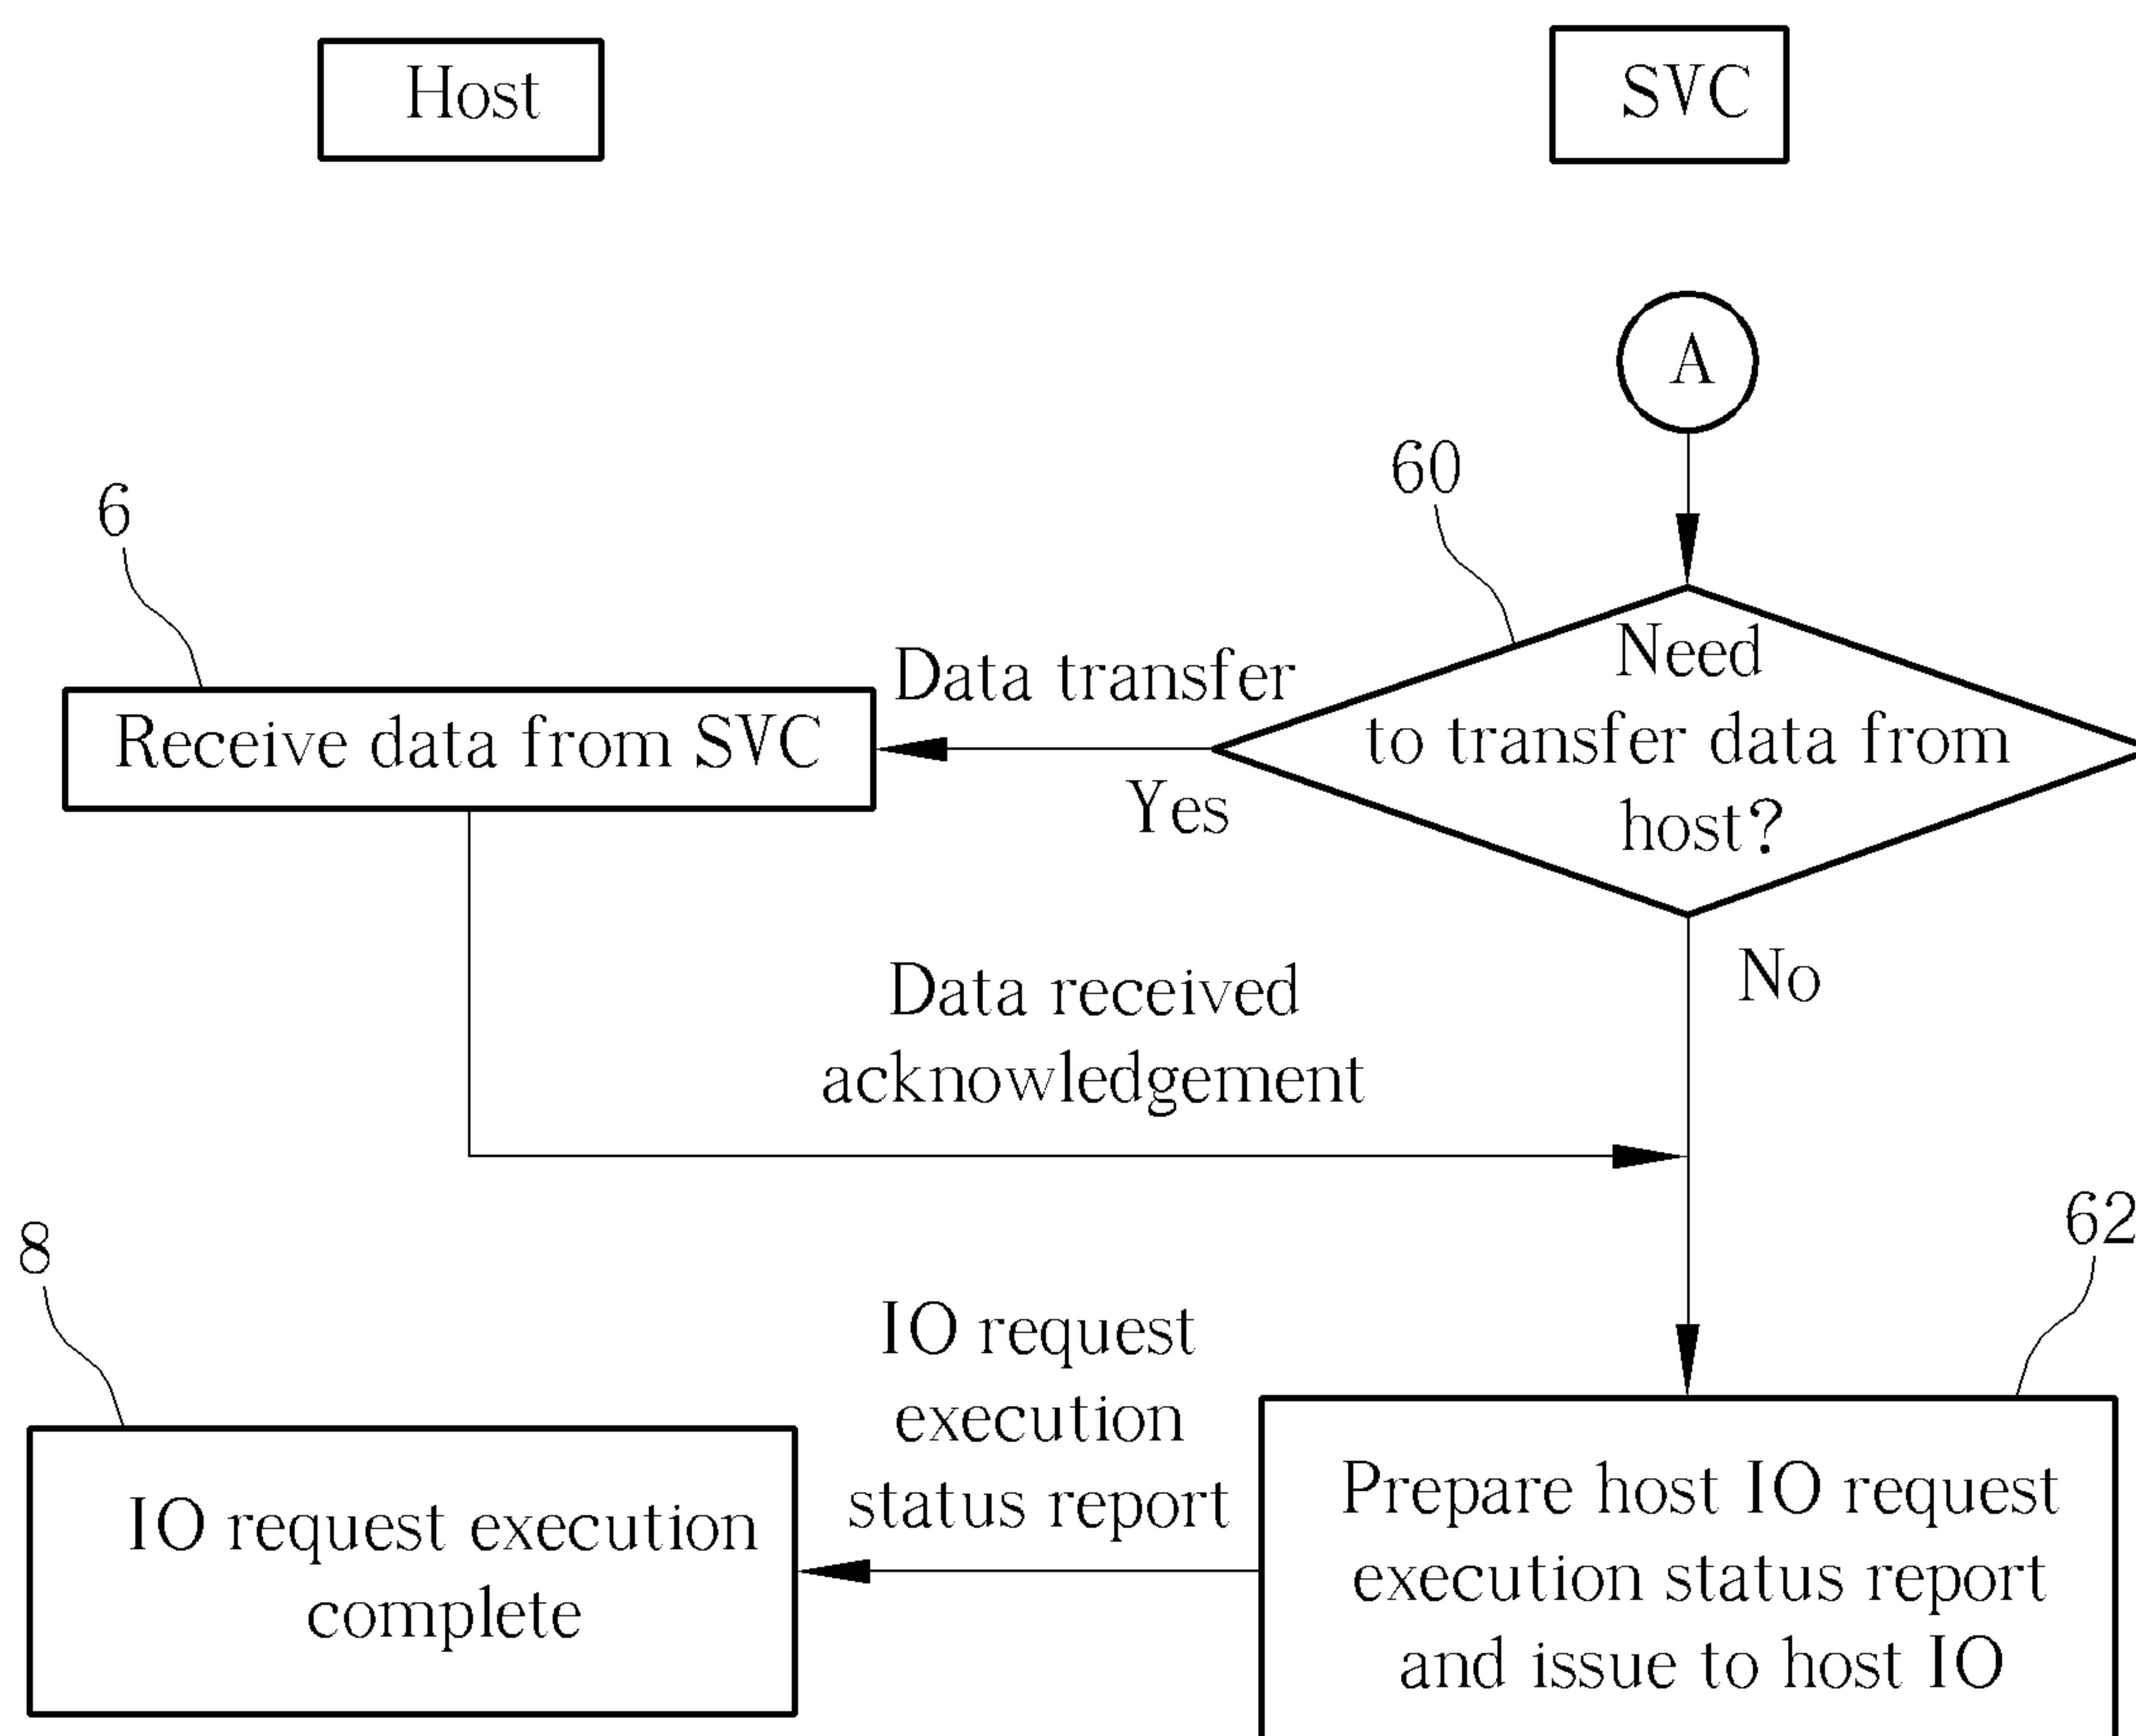 Host
SVC
A
60
6
Need
to transfer data from
host?
Data transfer
Yes
Receive data from SVC
No
Data received
acknowledgement
62
8
IO request
execution
status report
Prepare host IO request
execution status report
and issue to host IO
IO request execution
complete